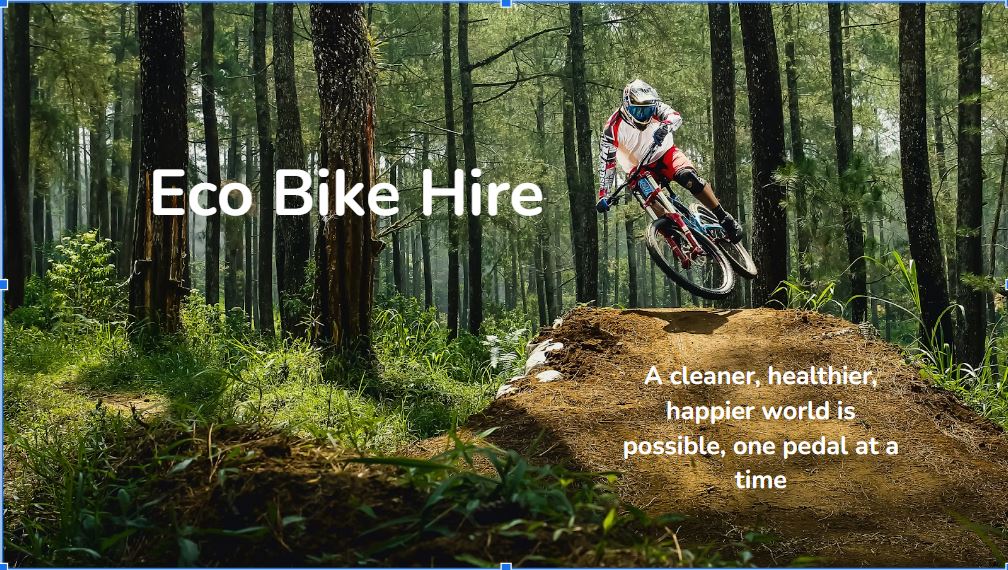 Eco Bike Hire
A cleaner, healthier,
happier world is
possible, one pedal at a
time